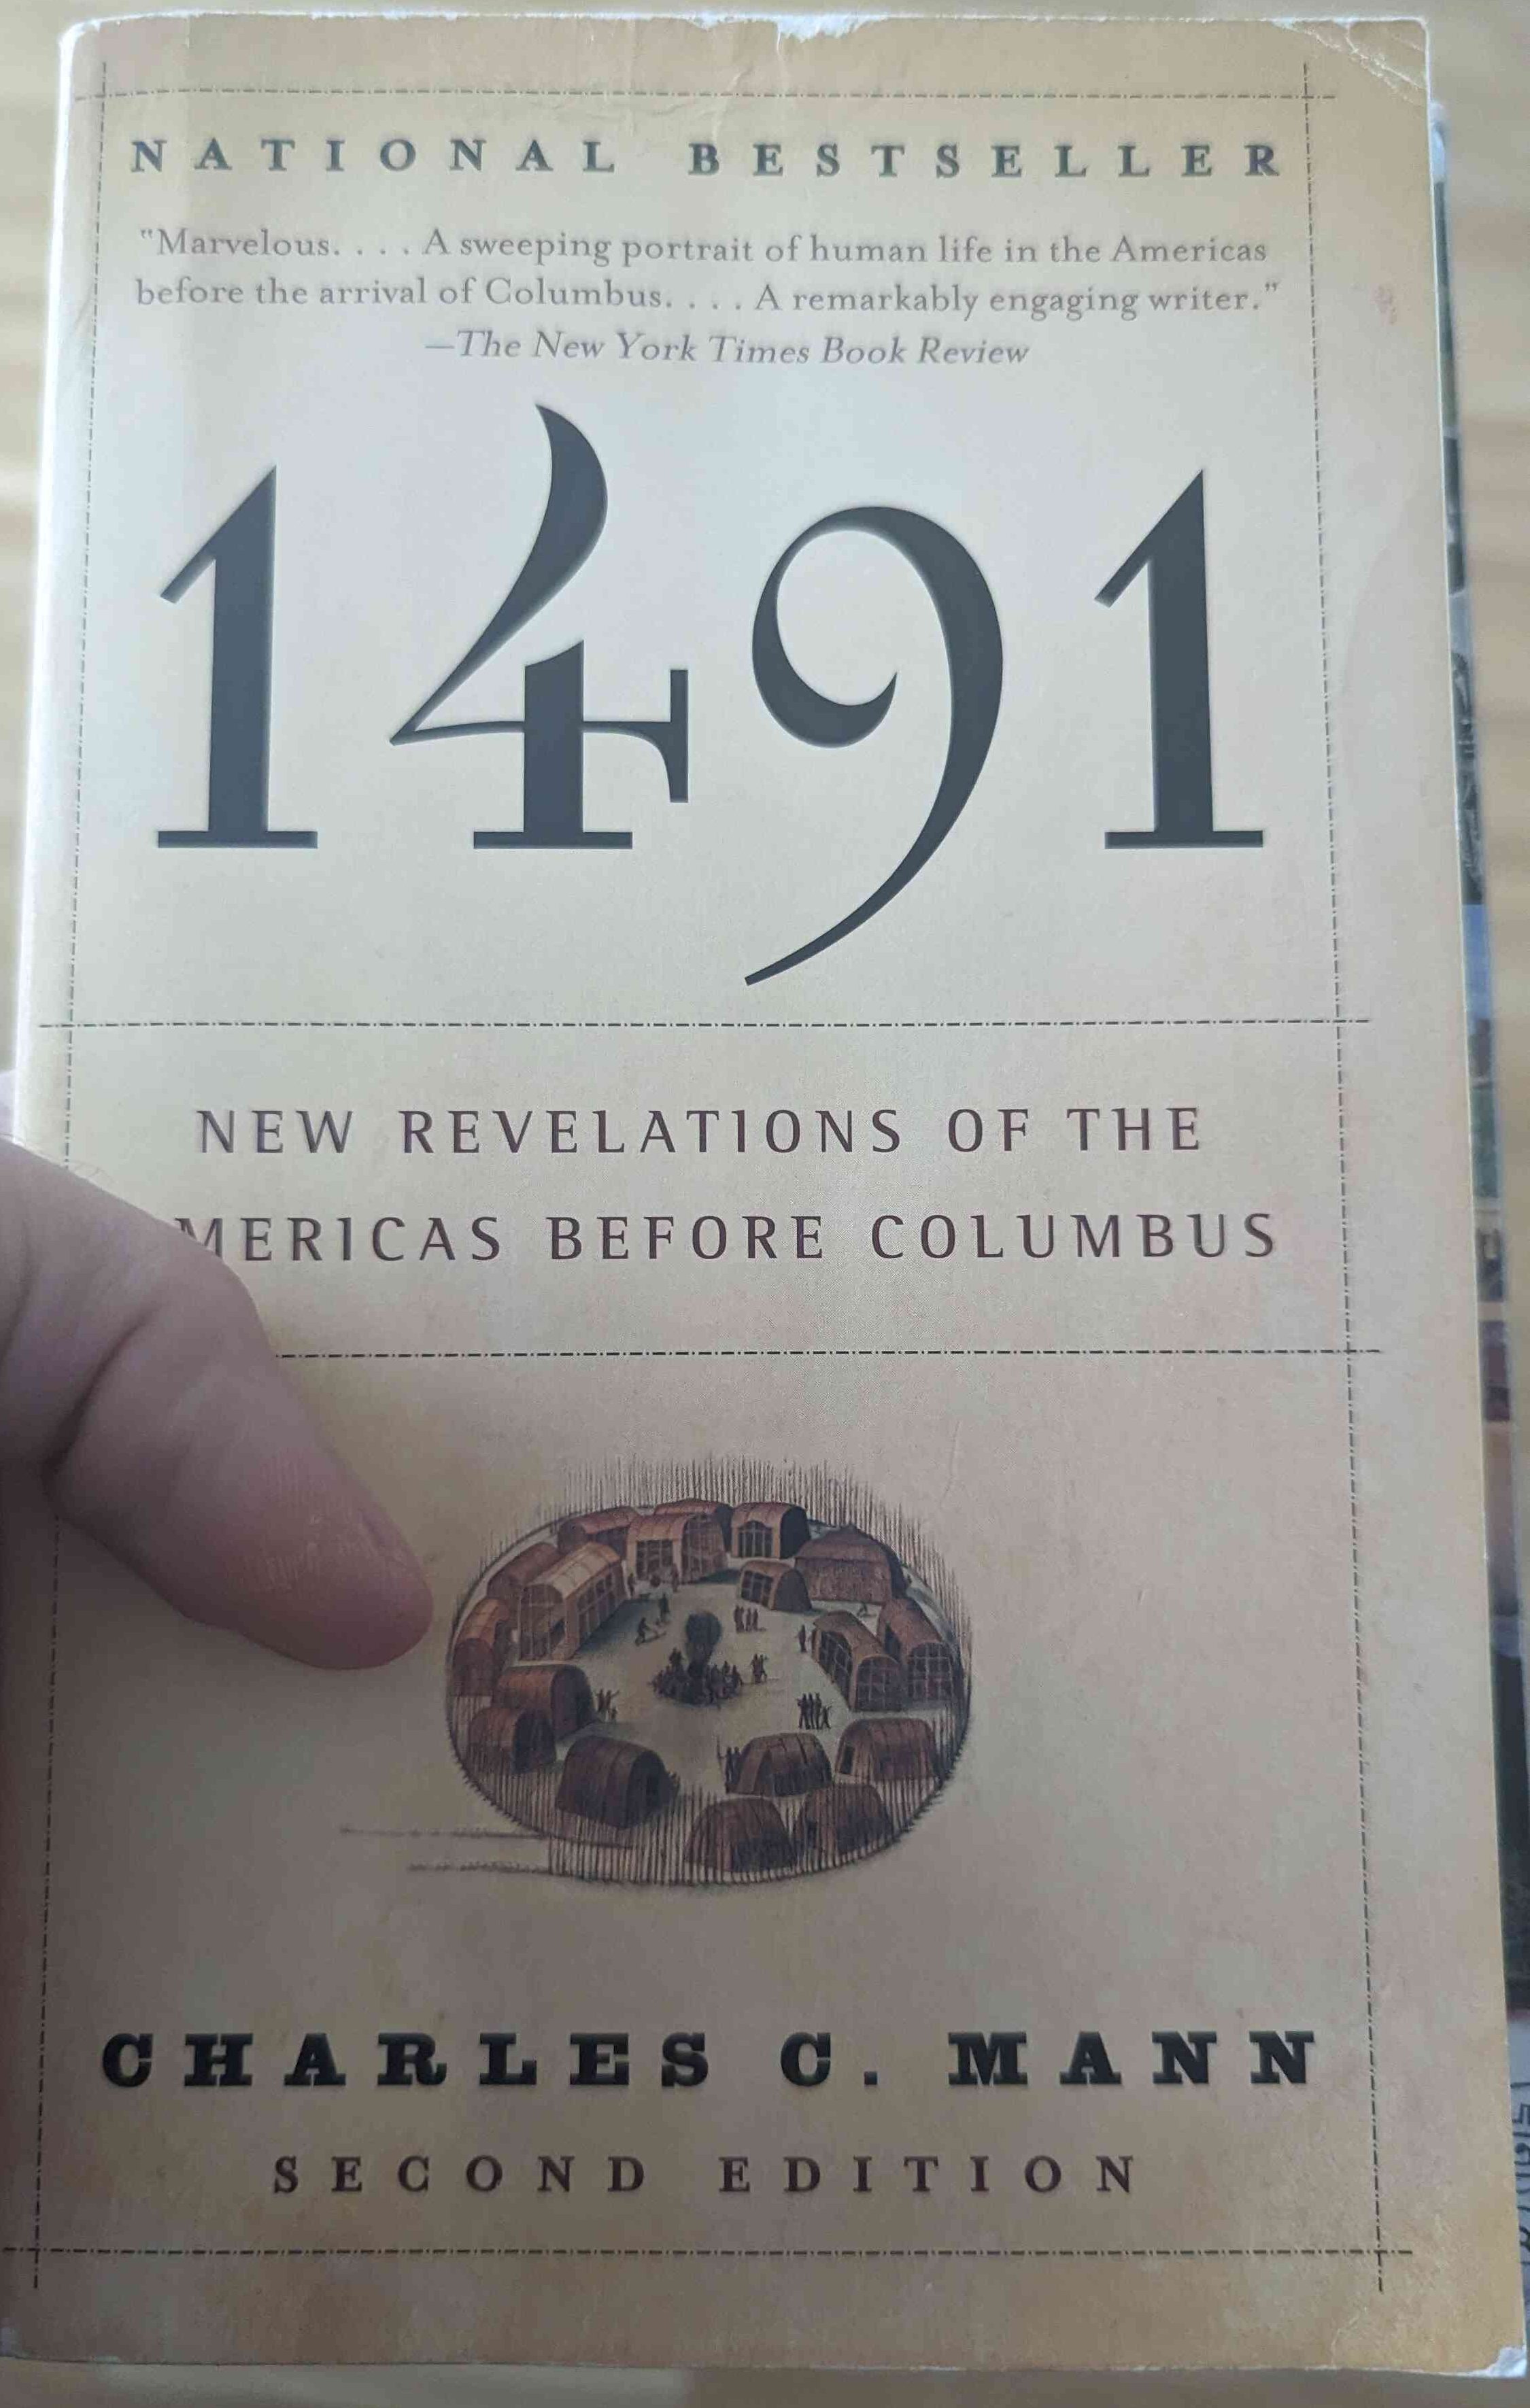 NATIONAL BESTSELLER
"Marvelous. . . . A sweeping portrait of human life in the Americas
before the arrival of Columbus. . . . A remarkably engaging writer."
—The New York Times Book Review
1491
NEW REVELATIONS OF THE
MERICAS BEFORE COLUMBUS
CHARLES C. MANN
SECOND EDITION